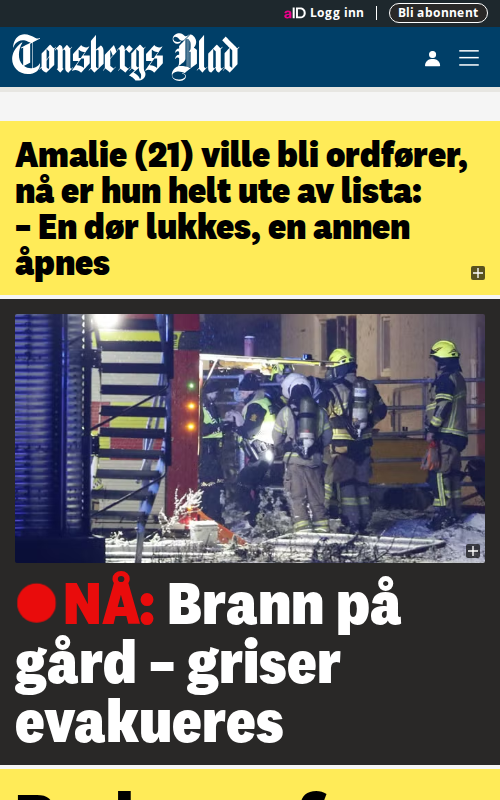 aID Logg inn
Bli abonnent
Tønsbergs Blad
Amalie (21) ville bli ordfører,
nå er hun helt ute av lista:
– En dør lukkes, en annen
åpnes
NÅ: Brann på
gård – griser
evakueres